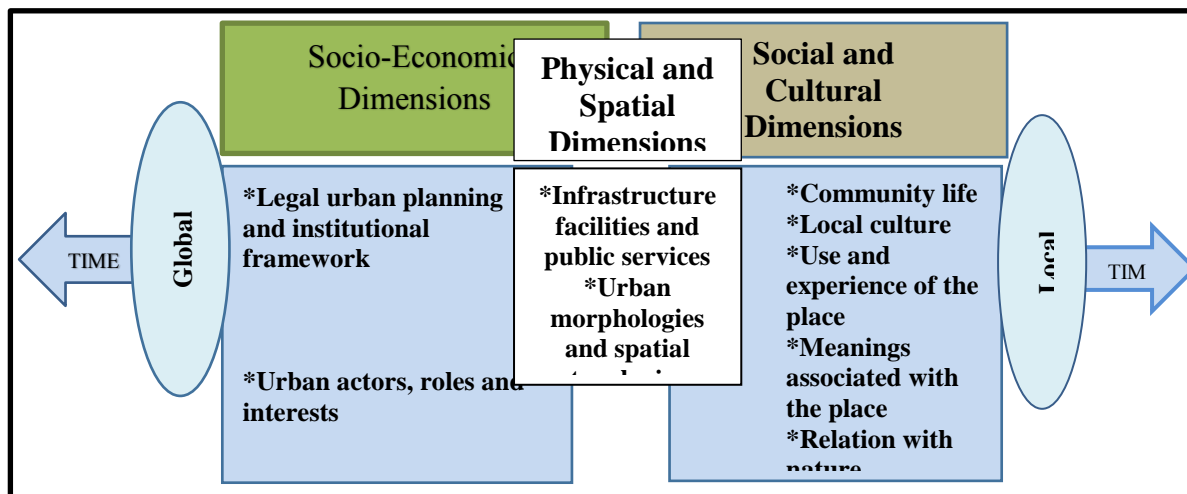 Socio-Economic
Dimensions
Physical and
Spatial
Dimensions
Social and
Cultural
Dimensions
TIME
Global
*Legal urban planning
and institutional
framework
*Urban actors, roles and
interests
*Infrastructure
facilities and
public services
*Urban
morphologies
and spatial
*Community life
*Local culture
*Use and
experience of the
place
*Meanings
associated with
the place
*Relation with
nature
Local
TIM